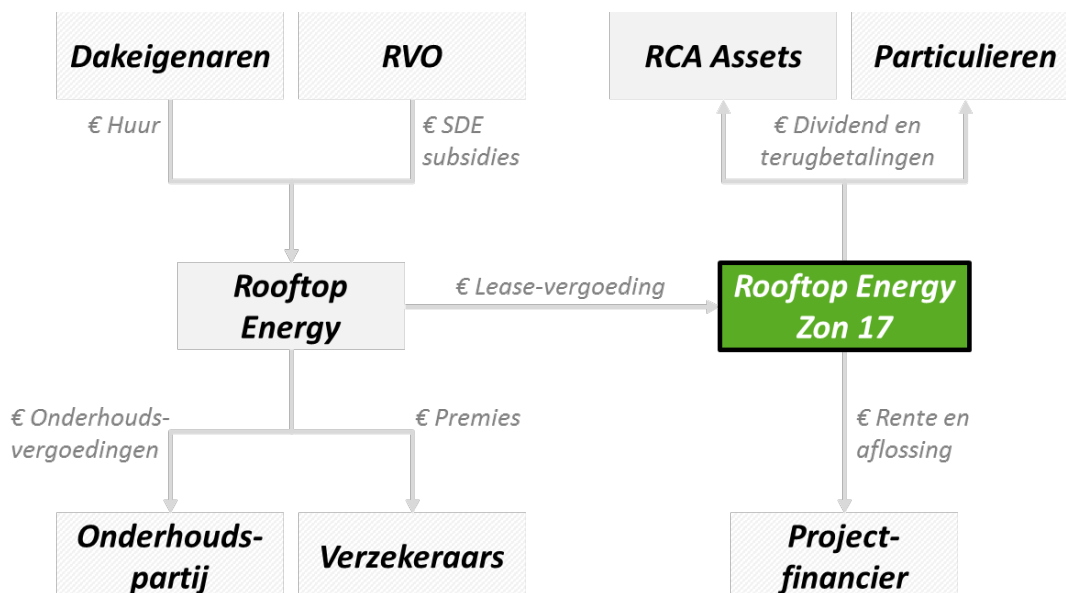 Dakeigenaren
RVO
RCA Assets
Particulieren
€ Huur
€ SDE
subsidies
€ Dividend en
terugbetalingen
Rooftop
Energy
€ Lease-vergoeding
Rooftop Energy
Zon 17
€ Onderhouds-
vergoedingen
€ Premies
€ Rente en
aflossing
Onderhouds-
partij
Verzekeraars
Project-
financier